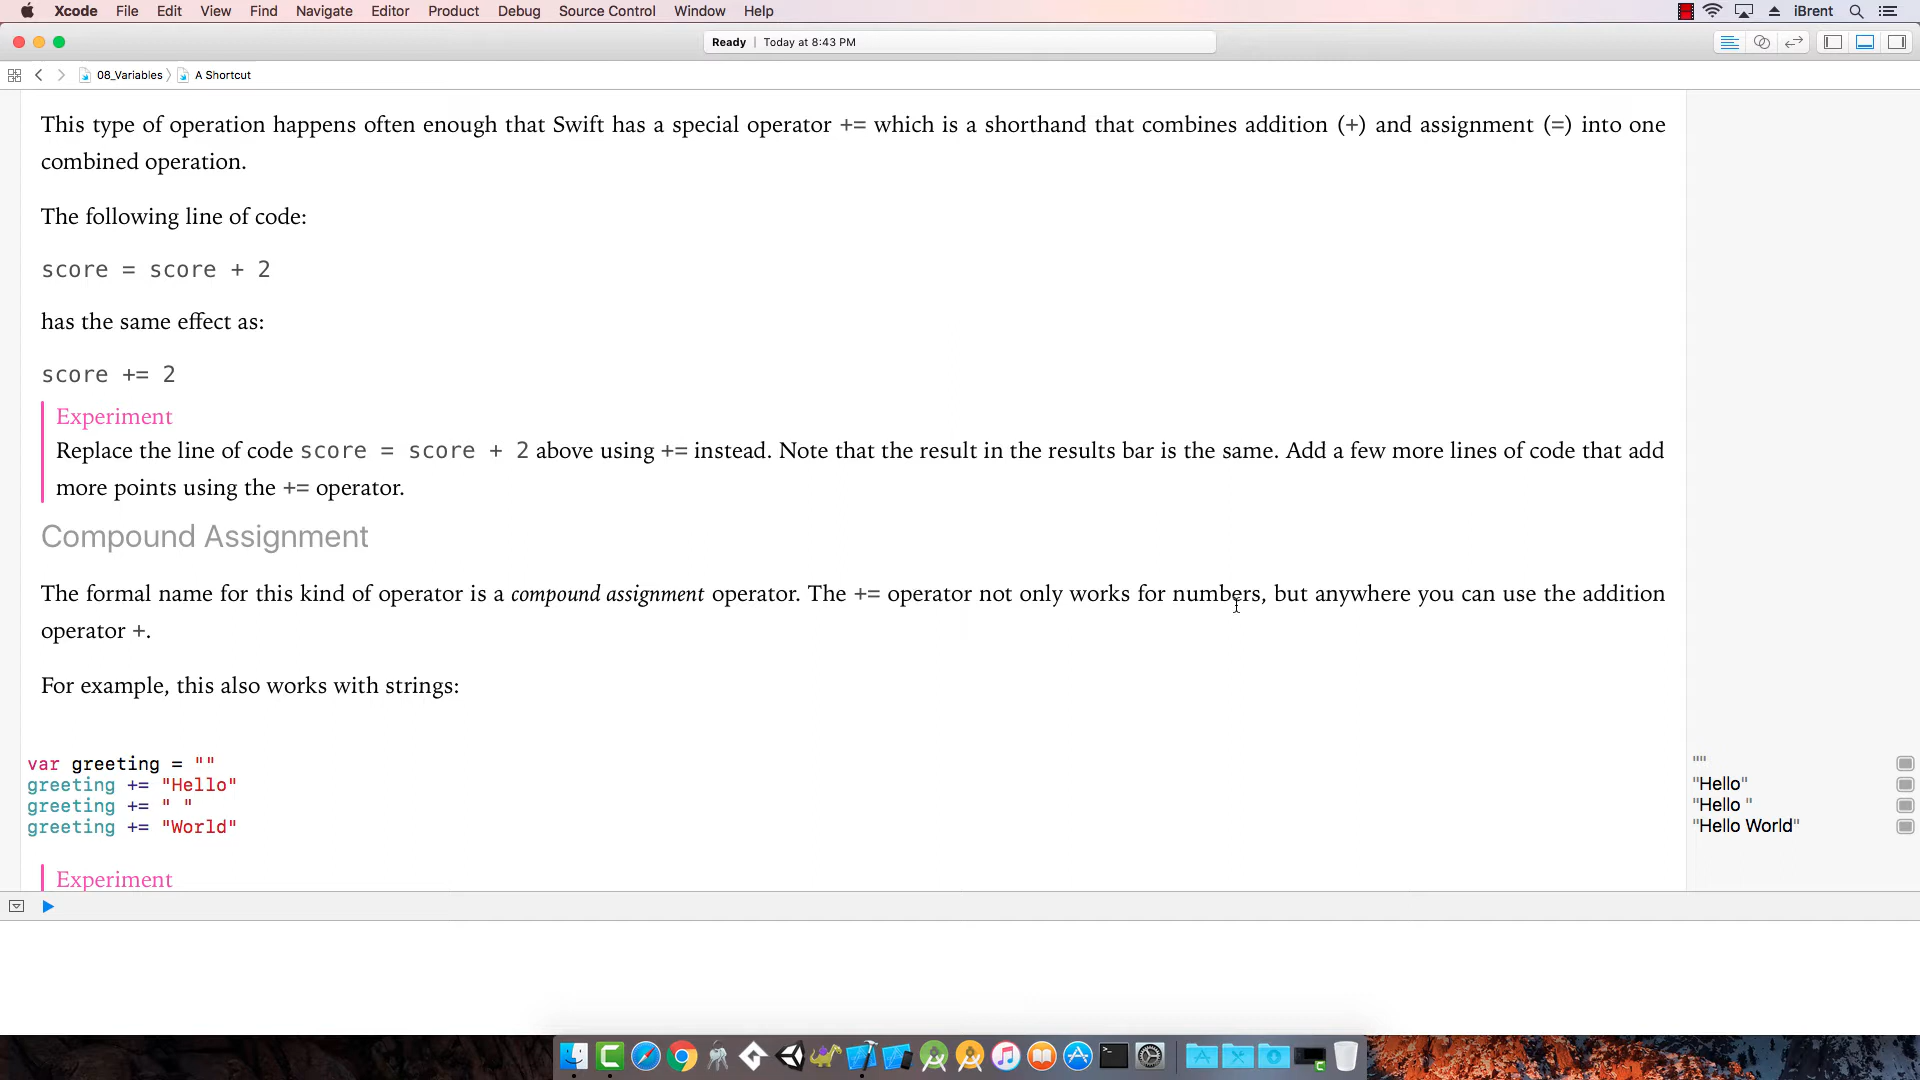 Xcode File Edit View Find Navigate Editor Product Debug Source Control Window Help iBrent
Ready | Today at 8:43 PM
08_Variables A Shortcut
This type of operation happens often enough that Swift has a special operator += which is a shorthand that combines addition (+) and assignment (=) into one
combined operation.
The following line of code:
score = score + 2
has the same effect as:
score += 2
Experiment
Replace the line of code score = score + 2 above using += instead. Note that the result in the results bar is the same. Add a few more lines of code that add
more points using the += operator.
Compound Assignment
The formal name for this kind of operator is a compound assignment operator. The += operator not only works for numbers, but anywhere you can use the addition
operator +.
For example, this also works with strings:
var greeting = "" ""
greeting += "Hello" "Hello"
greeting += " " "Hello "
greeting += "World" "Hello World"
Experiment